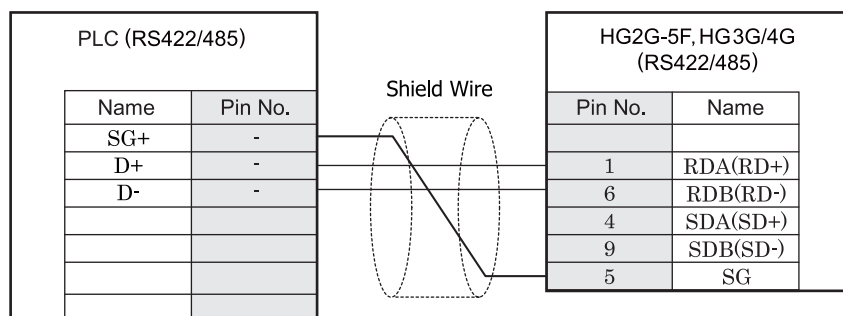 PLC (RS422/485)
Name Pin No.
SG+ -
D+ -
D- -
Shield Wire
HG2G-5F, HG3G/4G
(RS422/485)
Pin No. Name
1 RDA(RD+)
6 RDB(RD-)
4 SDA(SD+)
9 SDB(SD-)
5 SG